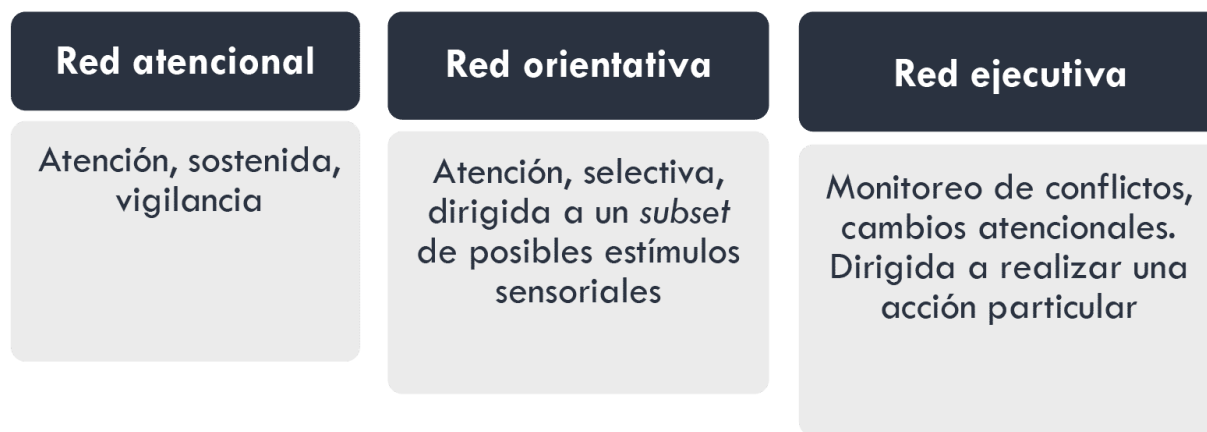 Red atencional
Atención, sostenida,
vigilancia
Red orientativa
Atención, selectiva,
dirigida a un subset
de posibles estímulos
sensoriales
Red ejecutiva
Monitoreo de conflictos,
cambios atencionales.
Dirigida a realizar una
acción particular